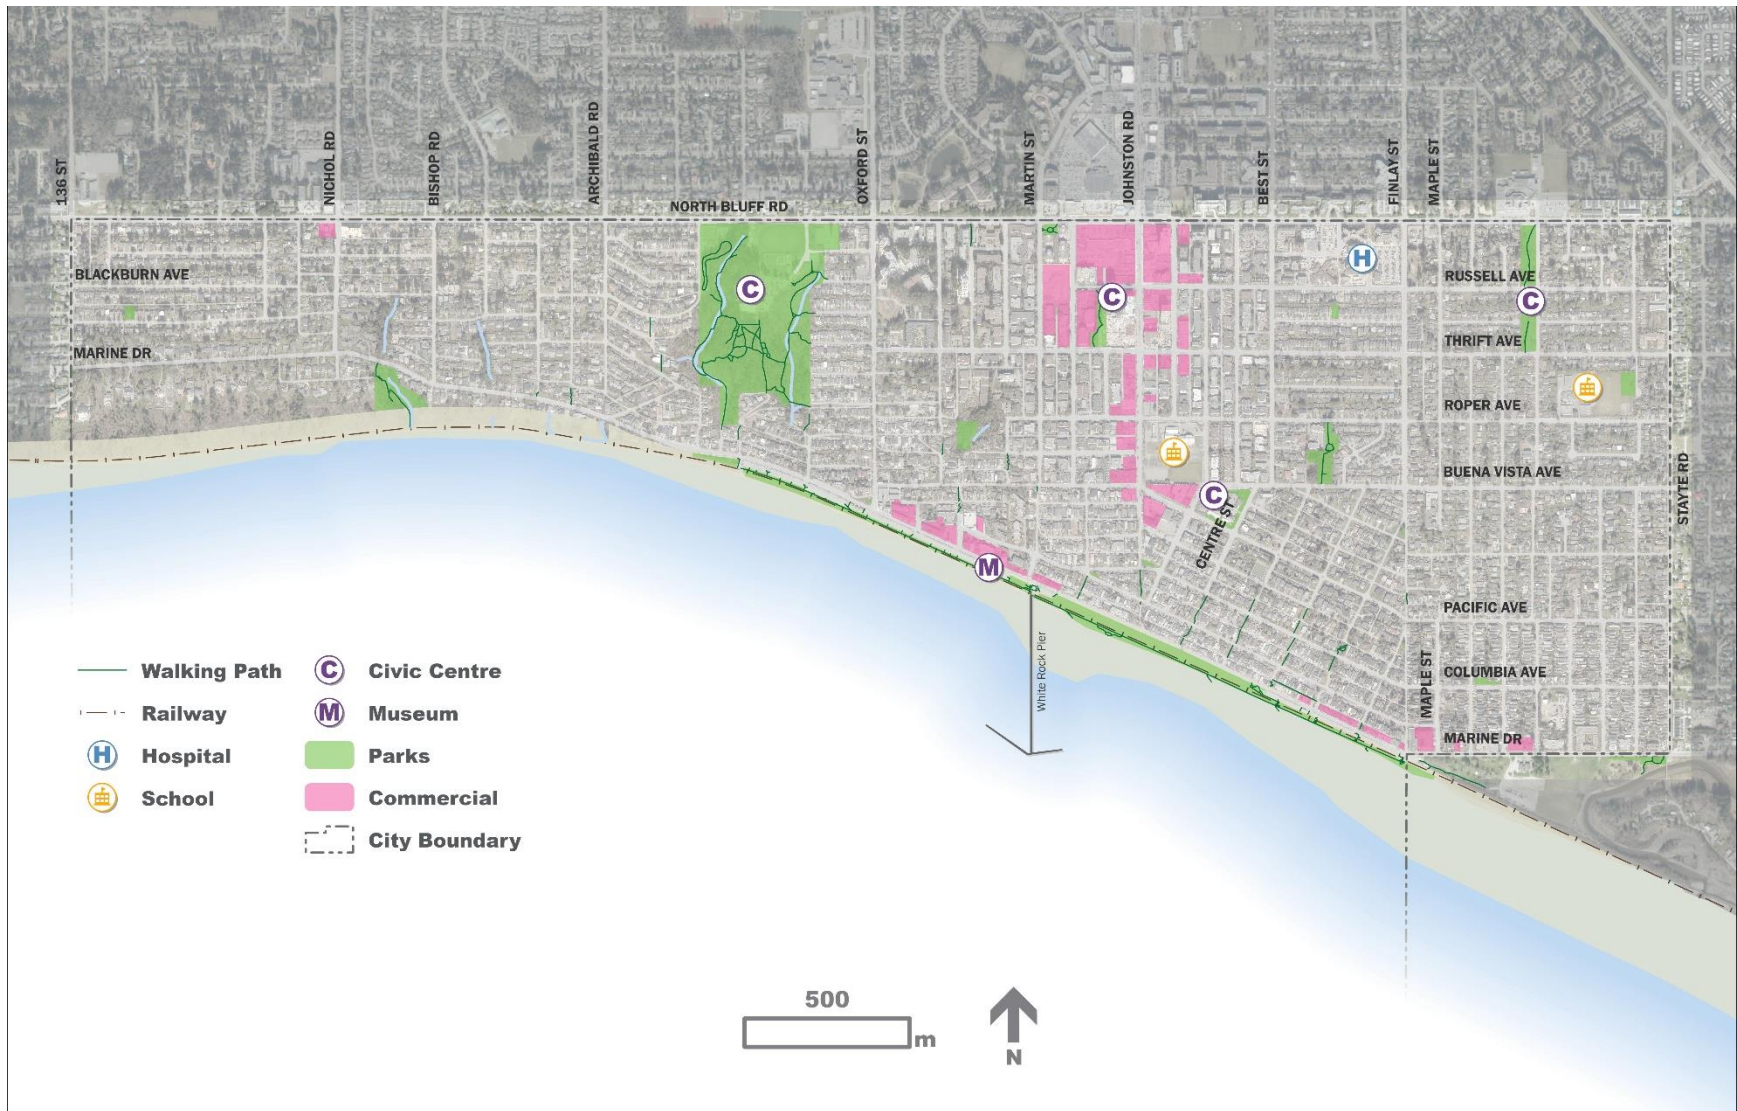 136 ST
NICHOL RD
BISHOP RD
ARCHIBALD RD
OXFORD ST
MARTIN ST
JOHNSTON RD
BEST ST
FINLAY ST
MAPLE ST
NORTH BLUFF RD
BLACKBURN AVE
C
H
RUSSELL AVE
C
C
THRIFT AVE
MARINE DR
ROPER AVE
BUENA VISTA AVE
STAYTE RD
C
CENTRE ST
M
PACIFIC AVE
White Rock Pier
COLUMBIA AVE
MAPLE ST
MARINE DR
Walking Path
C Civic Centre
Railway
M Museum
H Hospital
Parks
School
Commercial
City Boundary
500
m
N